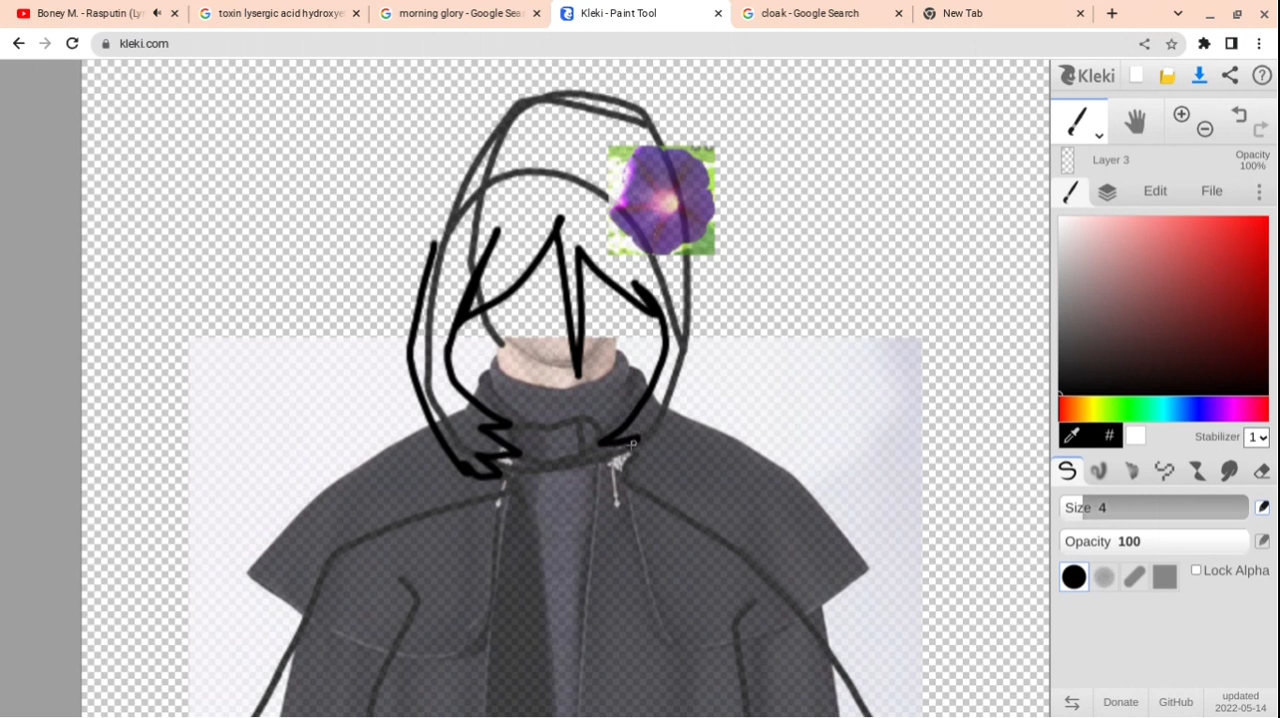 Boney M. - Rasputin (Ly
toxin lysergic acid hydroxye
morning glory - Google Sea
Kleki - Paint Tool
cloak - Google Search
New Tab
kleki.com
Kleki
Layer 3
Opacity
100%
Edit
File
#
Stabilizer 1
Size 4
Opacity 100
Lock Alpha
Donate
GitHub
updated
2022-05-14